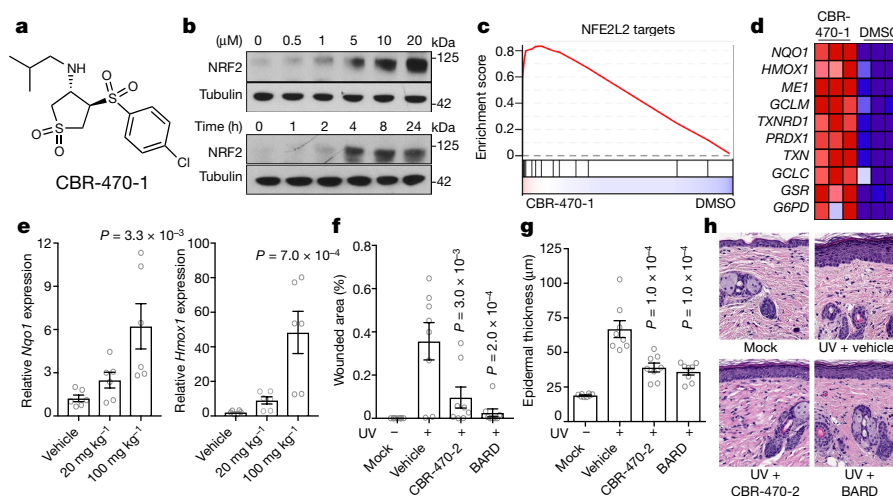 a
HN
S
O
O
S
O
O
Cl
CBR-470-1
b
(μM) 0 0.5 1 5 10 20 kDa
NRF2
-125
Tubulin
-42
Time (h) 0 1 2 4 8 24 kDa
NRF2
-125
Tubulin
-42
c
NFE2L2 targets
Enrichment score
0.8
0.6
0.4
0.2
0
CBR-470-1 DMSO
d
CBR-
470-1 DMSO
NQO1
HMOX1
ME1
GCLM
TXNRD1
PRDX1
TXN
GCLC
GSR
G6PD
e
Relative Nqo1 expression
12
9
6
3
0
P = 3.3 × 10⁻³
Vehicle
20 mg kg⁻¹
100 mg kg⁻¹
Relative Hmox1 expression
100
80
60
40
20
0
P = 7.0 × 10⁻⁴
Vehicle
20 mg kg⁻¹
100 mg kg⁻¹
f
Wounded area (%)
0.8
0.6
0.4
0.2
0
P = 3.0 × 10⁻³
P = 2.0 × 10⁻⁴
UV − + + +
Mock
Vehicle
CBR-470-2
BARD
g
Epidermal thickness (μm)
125
100
75
50
25
0
P = 1.0 × 10⁻⁴
P = 1.0 × 10⁻⁴
UV − + + +
Mock
Vehicle
CBR-470-2
BARD
h
Mock
UV + vehicle
UV +
CBR-470-2
UV +
BARD